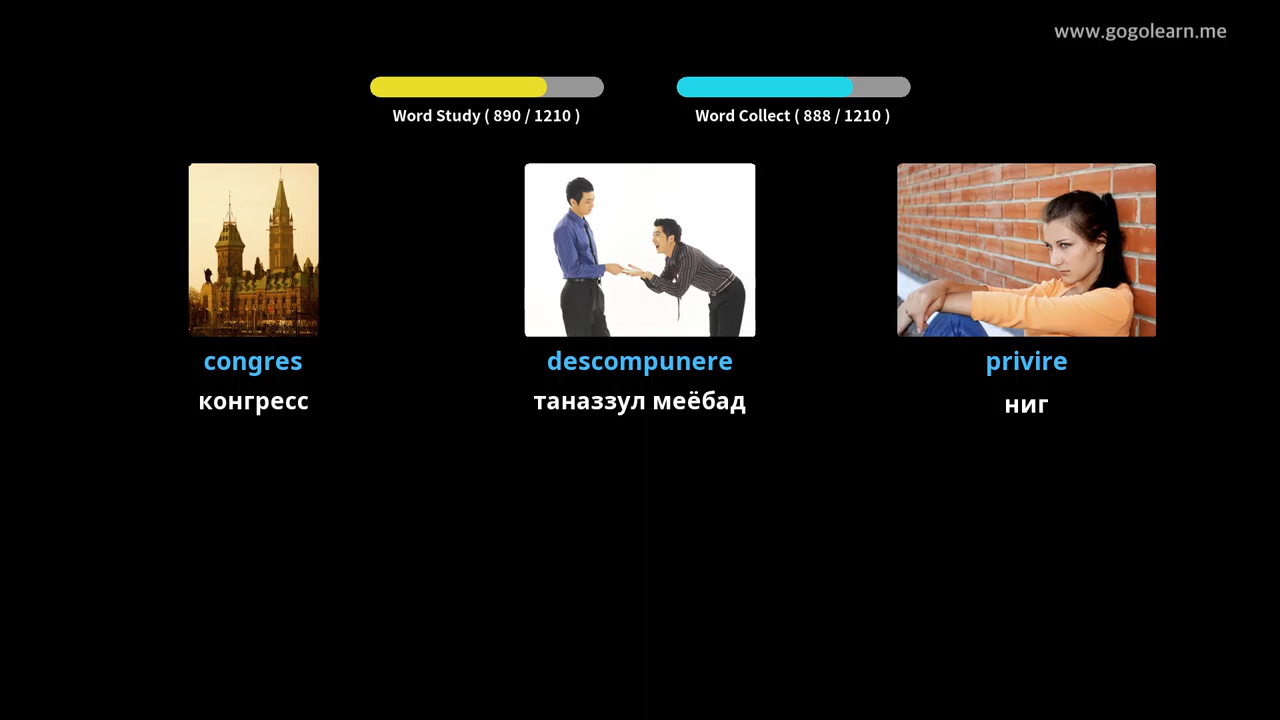 www.gogolearn.me
Word Study ( 890 / 1210 )
Word Collect ( 888 / 1210 )
congres
конгресс
descompunere
таназзул меёбад
privire
ниг